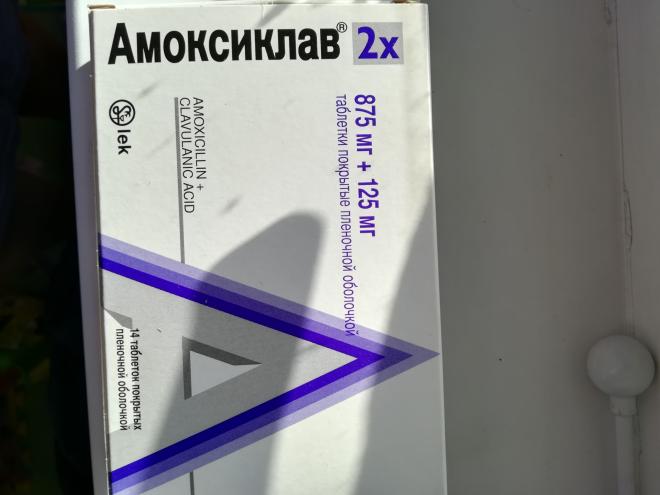 Амоксиклав® 2x
875 мг + 125 мг
таблетки покрытые пленочной оболочкой
AMOXICILLIN +
CLAVULANIC ACID
lek
14 таблеток покрытых
пленочной оболочкой